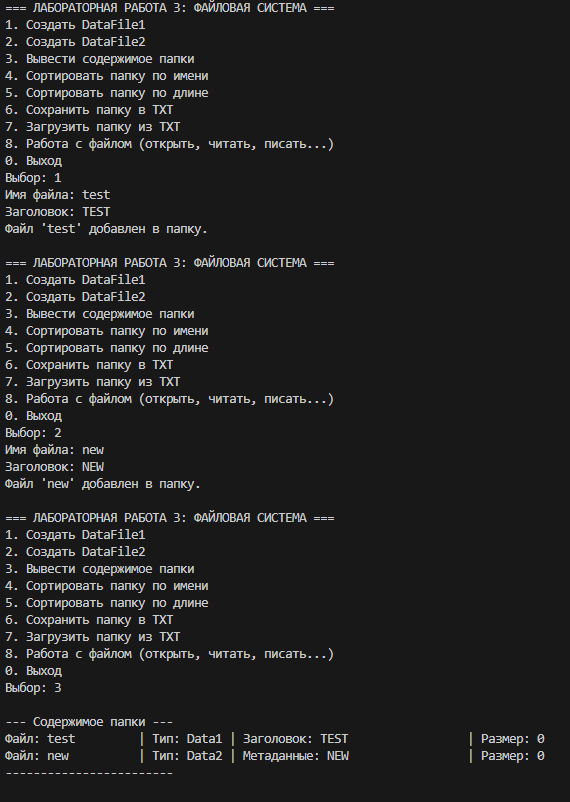 === ЛАБОРАТОРНАЯ РАБОТА 3: ФАЙЛОВАЯ СИСТЕМА ===
1. Создать DataFile1
2. Создать DataFile2
3. Вывести содержимое папки
4. Сортировать папку по имени
5. Сортировать папку по длине
6. Сохранить папку в TXT
7. Загрузить папку из TXT
8. Работа с файлом (открыть, читать, писать...)
0. Выход
Выбор: 1
Имя файла: test
Заголовок: TEST
Файл 'test' добавлен в папку.

=== ЛАБОРАТОРНАЯ РАБОТА 3: ФАЙЛОВАЯ СИСТЕМА ===
1. Создать DataFile1
2. Создать DataFile2
3. Вывести содержимое папки
4. Сортировать папку по имени
5. Сортировать папку по длине
6. Сохранить папку в TXT
7. Загрузить папку из TXT
8. Работа с файлом (открыть, читать, писать...)
0. Выход
Выбор: 2
Имя файла: new
Заголовок: NEW
Файл 'new' добавлен в папку.

=== ЛАБОРАТОРНАЯ РАБОТА 3: ФАЙЛОВАЯ СИСТЕМА ===
1. Создать DataFile1
2. Создать DataFile2
3. Вывести содержимое папки
4. Сортировать папку по имени
5. Сортировать папку по длине
6. Сохранить папку в TXT
7. Загрузить папку из TXT
8. Работа с файлом (открыть, читать, писать...)
0. Выход
Выбор: 3

--- Содержимое папки ---
Файл: test         | Тип: Data1 | Заголовок: TEST                 | Размер: 0
Файл: new          | Тип: Data2 | Метаданные: NEW                 | Размер: 0
------------------------